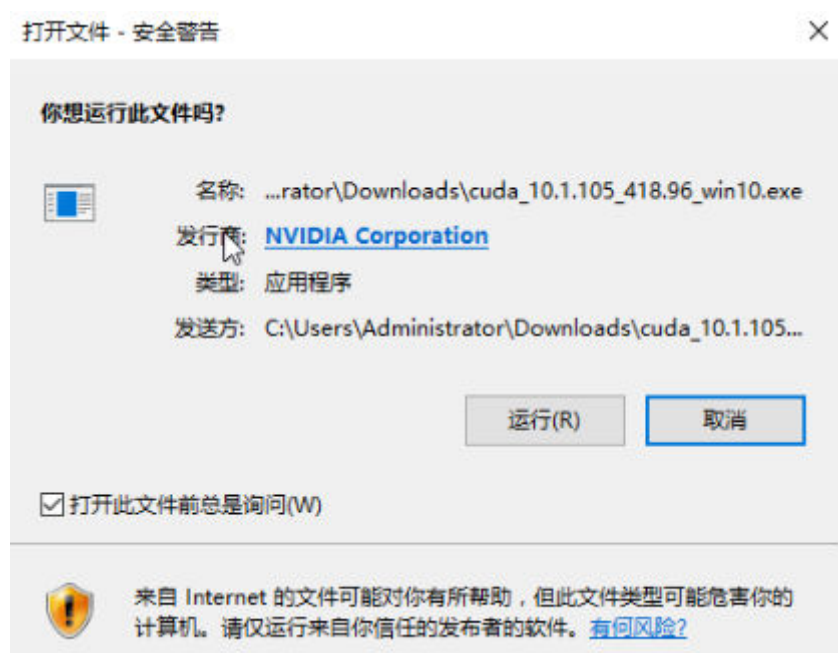 打开文件 - 安全警告
你想运行此文件吗?
名称: ...rator\Downloads\cuda_10.1.105_418.96_win10.exe
发行商: NVIDIA Corporation
类型: 应用程序
发送方: C:\Users\Administrator\Downloads\cuda_10.1.105...
运行(R) 取消
打开此文件前总是询问(W)
来自 Internet 的文件可能对你有所帮助，但此文件类型可能危害你的
计算机。请仅运行来自你信任的发布者的软件。有何风险?